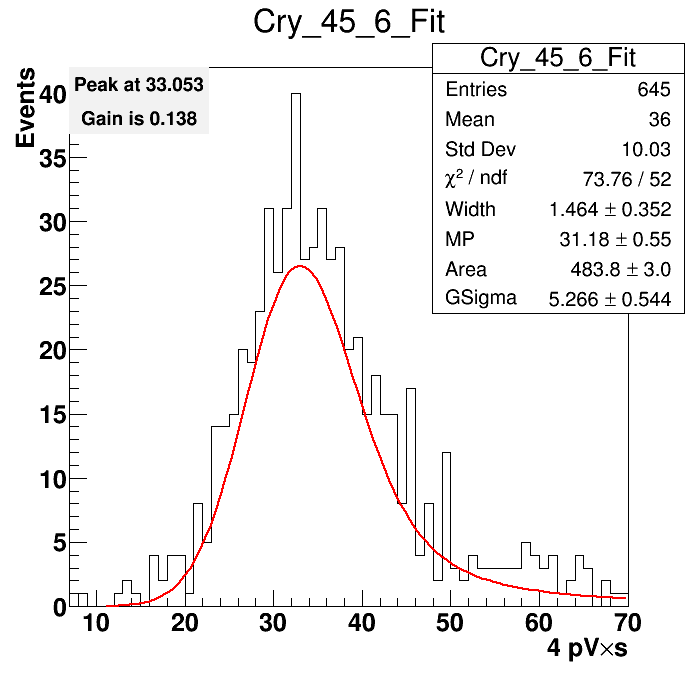 Cry_45_6_Fit
Peak at 33.053
Gain is 0.138
Cry_45_6_Fit
Entries 645
Mean 36
Std Dev 10.03
χ² / ndf 73.76 / 52
Width 1.464 ± 0.352
MP 31.18 ± 0.55
Area 483.8 ± 3.0
GSigma 5.266 ± 0.544
Events
40
35
30
25
20
15
10
5
0
10 20 30 40 50 60 70
4 pV×s